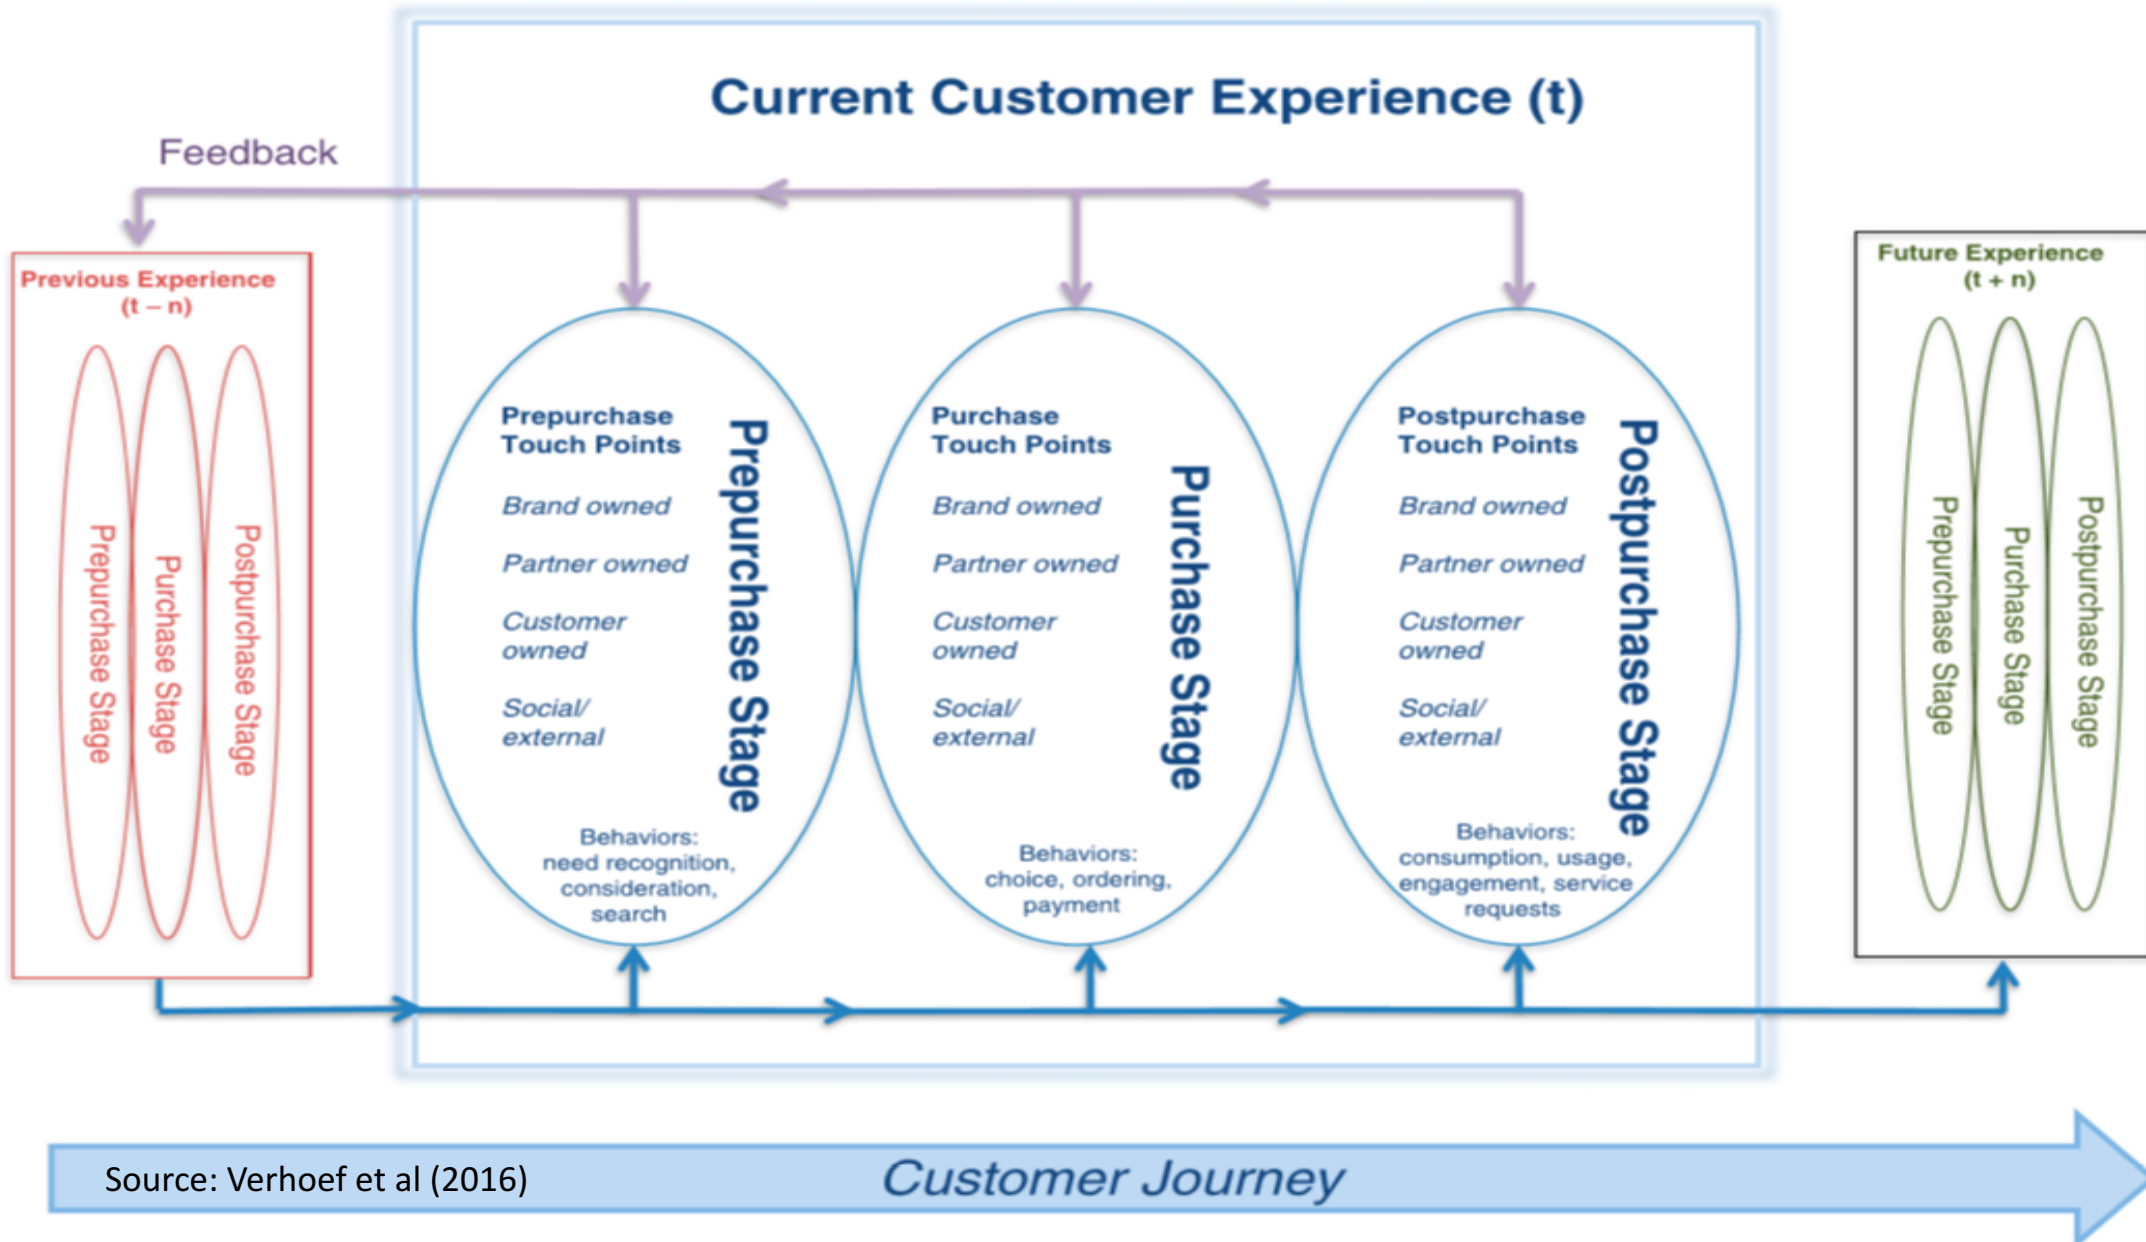 Current Customer Experience (t)
Feedback
Previous Experience
(t – n)
Prepurchase Stage
Purchase Stage
Postpurchase Stage
Prepurchase
Touch Points
Brand owned
Partner owned
Customer
owned
Social/
external
Prepurchase Stage
Behaviors:
need recognition,
consideration,
search
Purchase
Touch Points
Brand owned
Partner owned
Customer
owned
Social/
external
Purchase Stage
Behaviors:
choice, ordering,
payment
Postpurchase
Touch Points
Brand owned
Partner owned
Customer
owned
Social/
external
Postpurchase Stage
Behaviors:
consumption, usage,
engagement, service
requests
Future Experience
(t + n)
Prepurchase Stage
Purchase Stage
Postpurchase Stage
Source: Verhoef et al (2016)
Customer Journey